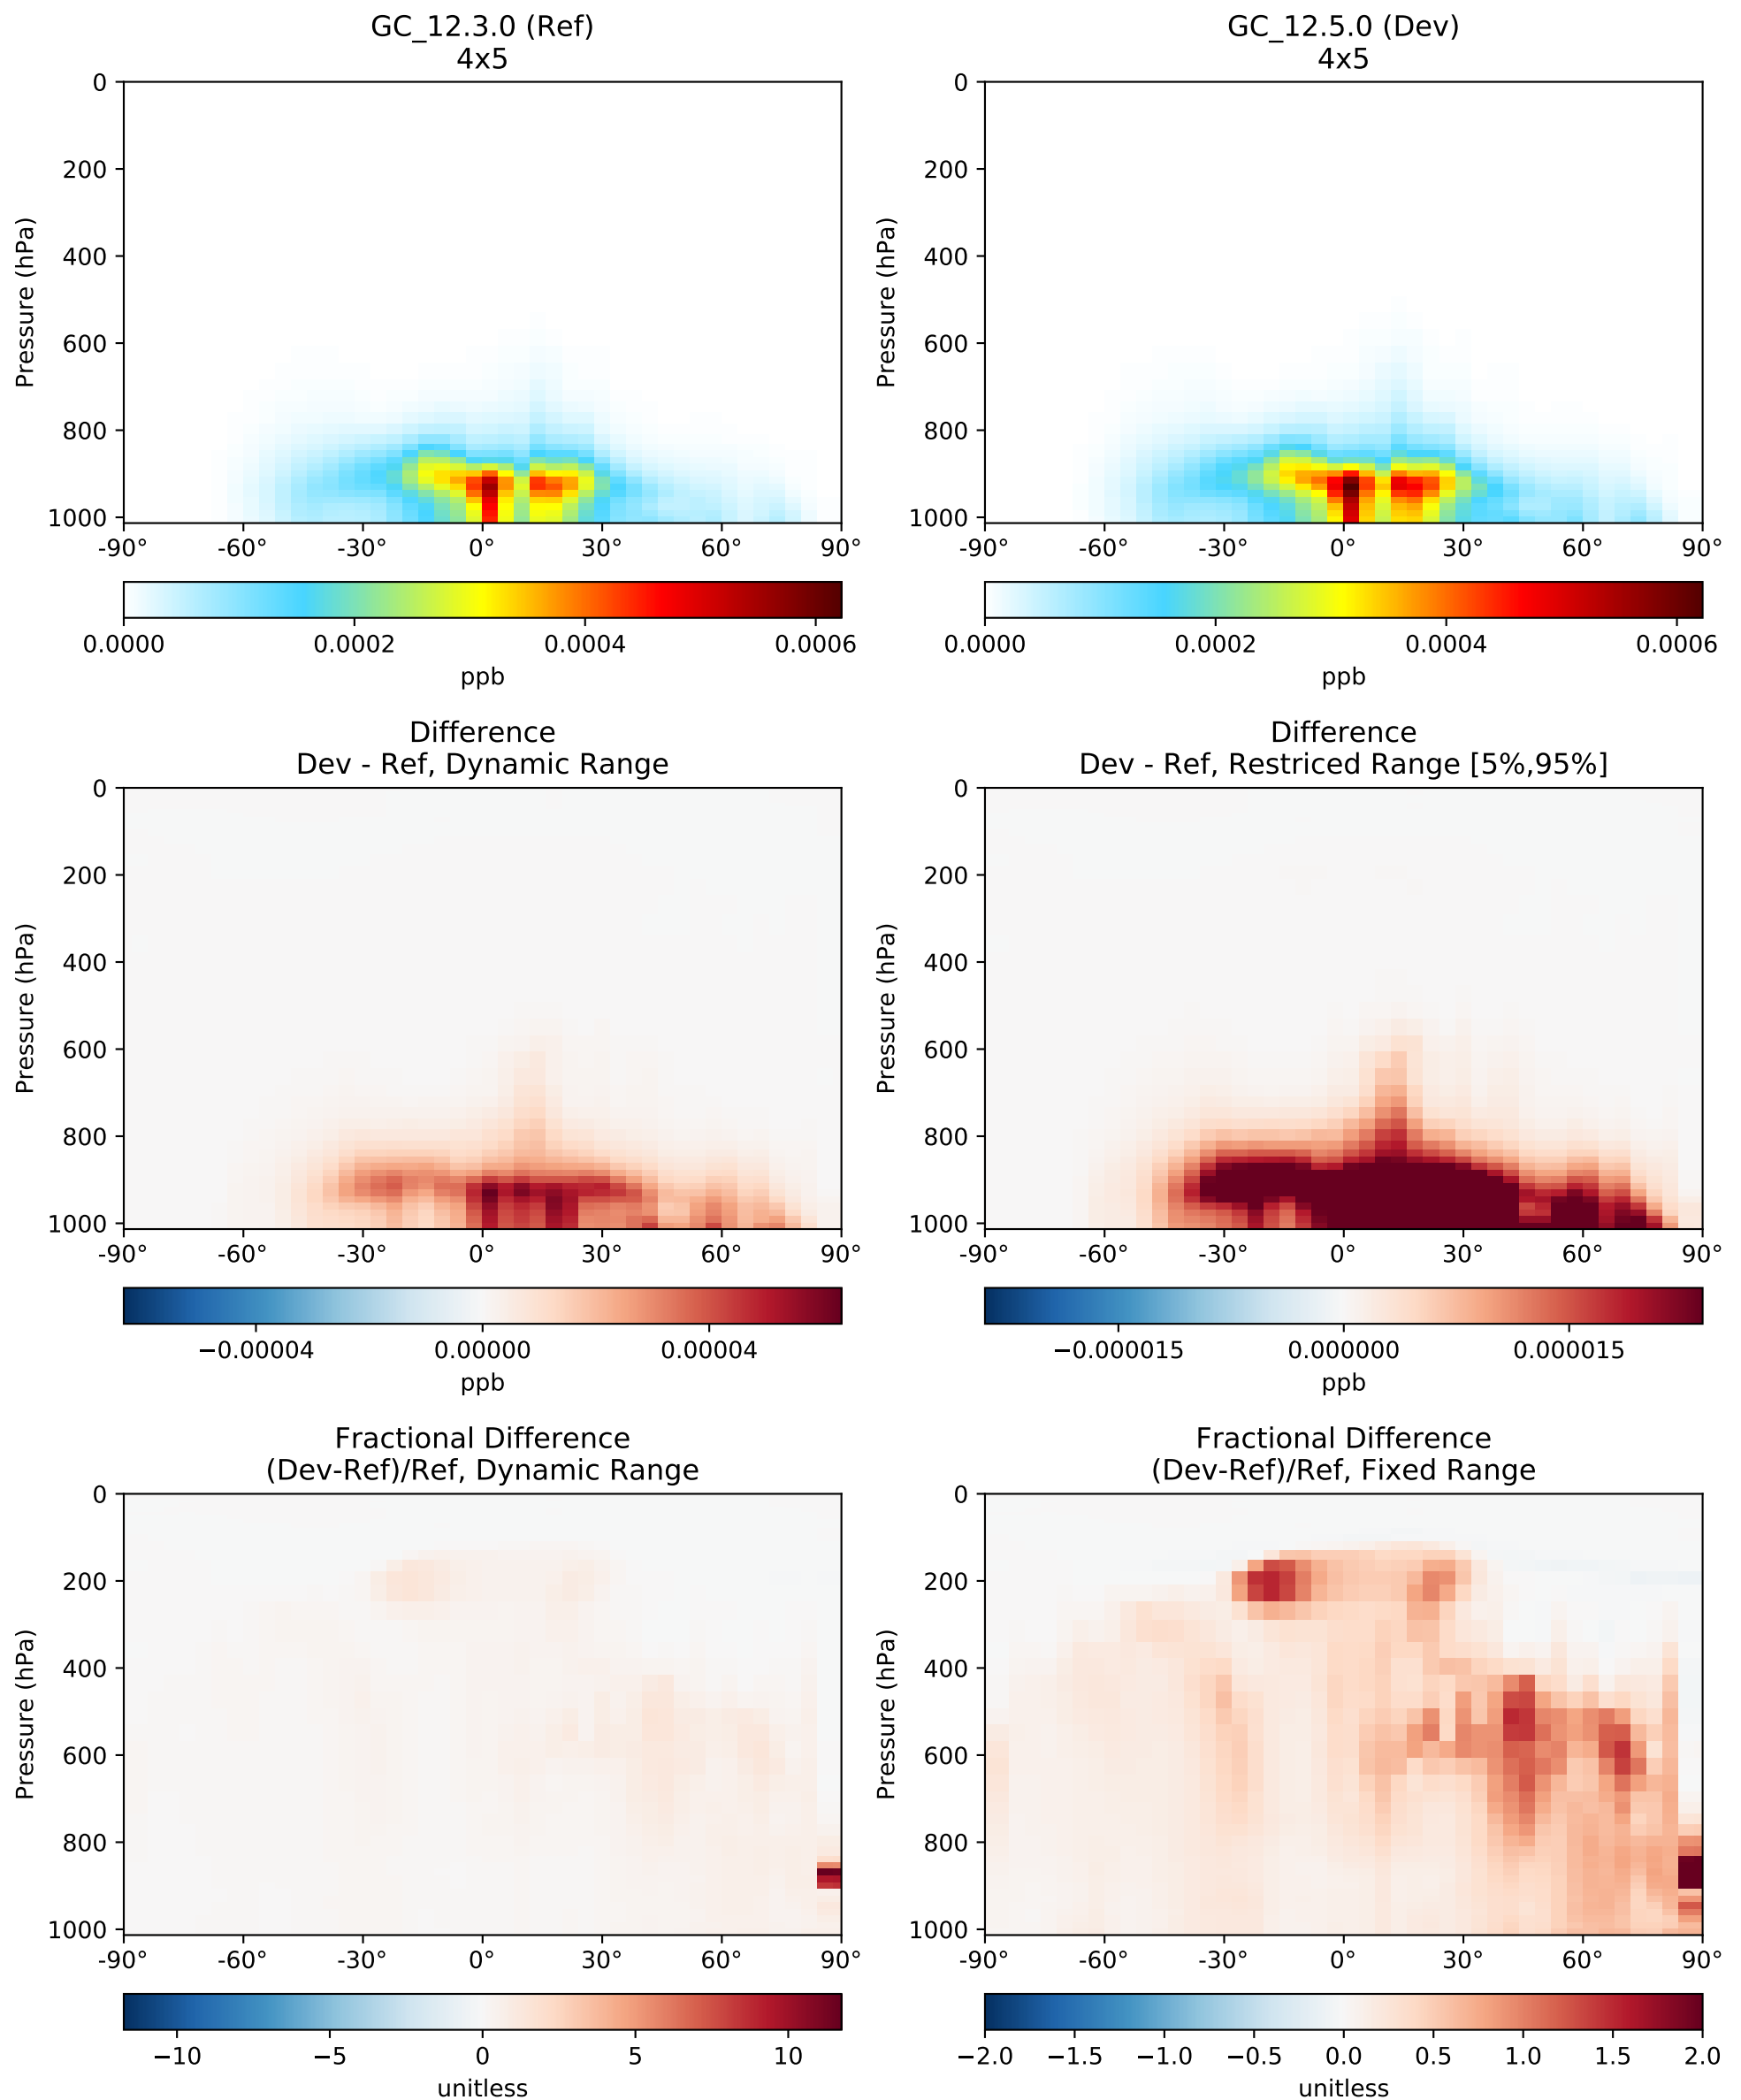 GC_12.3.0 (Ref)
4x5
0
200
400
600
800
1000
Pressure (hPa)
-90° -60° -30° 0° 30° 60° 90°
0.0000 0.0002 0.0004 0.0006
ppb
GC_12.5.0 (Dev)
4x5
0
200
400
600
800
1000
Pressure (hPa)
-90° -60° -30° 0° 30° 60° 90°
0.0000 0.0002 0.0004 0.0006
ppb
Difference
Dev - Ref, Dynamic Range
0
200
400
600
800
1000
Pressure (hPa)
-90° -60° -30° 0° 30° 60° 90°
−0.00004 0.00000 0.00004
ppb
Difference
Dev - Ref, Restriced Range [5%,95%]
0
200
400
600
800
1000
Pressure (hPa)
-90° -60° -30° 0° 30° 60° 90°
−0.000015 0.000000 0.000015
ppb
Fractional Difference
(Dev-Ref)/Ref, Dynamic Range
0
200
400
600
800
1000
Pressure (hPa)
-90° -60° -30° 0° 30° 60° 90°
−10 −5 0 5 10
unitless
Fractional Difference
(Dev-Ref)/Ref, Fixed Range
0
200
400
600
800
1000
Pressure (hPa)
-90° -60° -30° 0° 30° 60° 90°
−2.0 −1.5 −1.0 −0.5 0.0 0.5 1.0 1.5 2.0
unitless